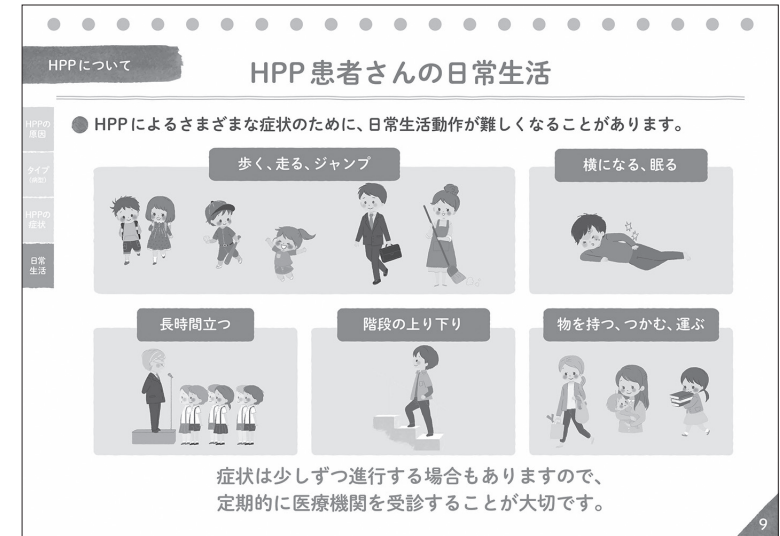 HPPについて
HPP患者さんの日常生活
HPPの
原因
タイプ
(病型)
HPPの
症状
日常
生活
HPPによるさまざまな症状のために、日常生活動作が難しくなることがあります。
歩く、走る、ジャンプ
横になる、眠る
長時間立つ
階段の上り下り
物を持つ、つかむ、運ぶ
症状は少しずつ進行する場合もありますので、
定期的に医療機関を受診することが大切です。
9